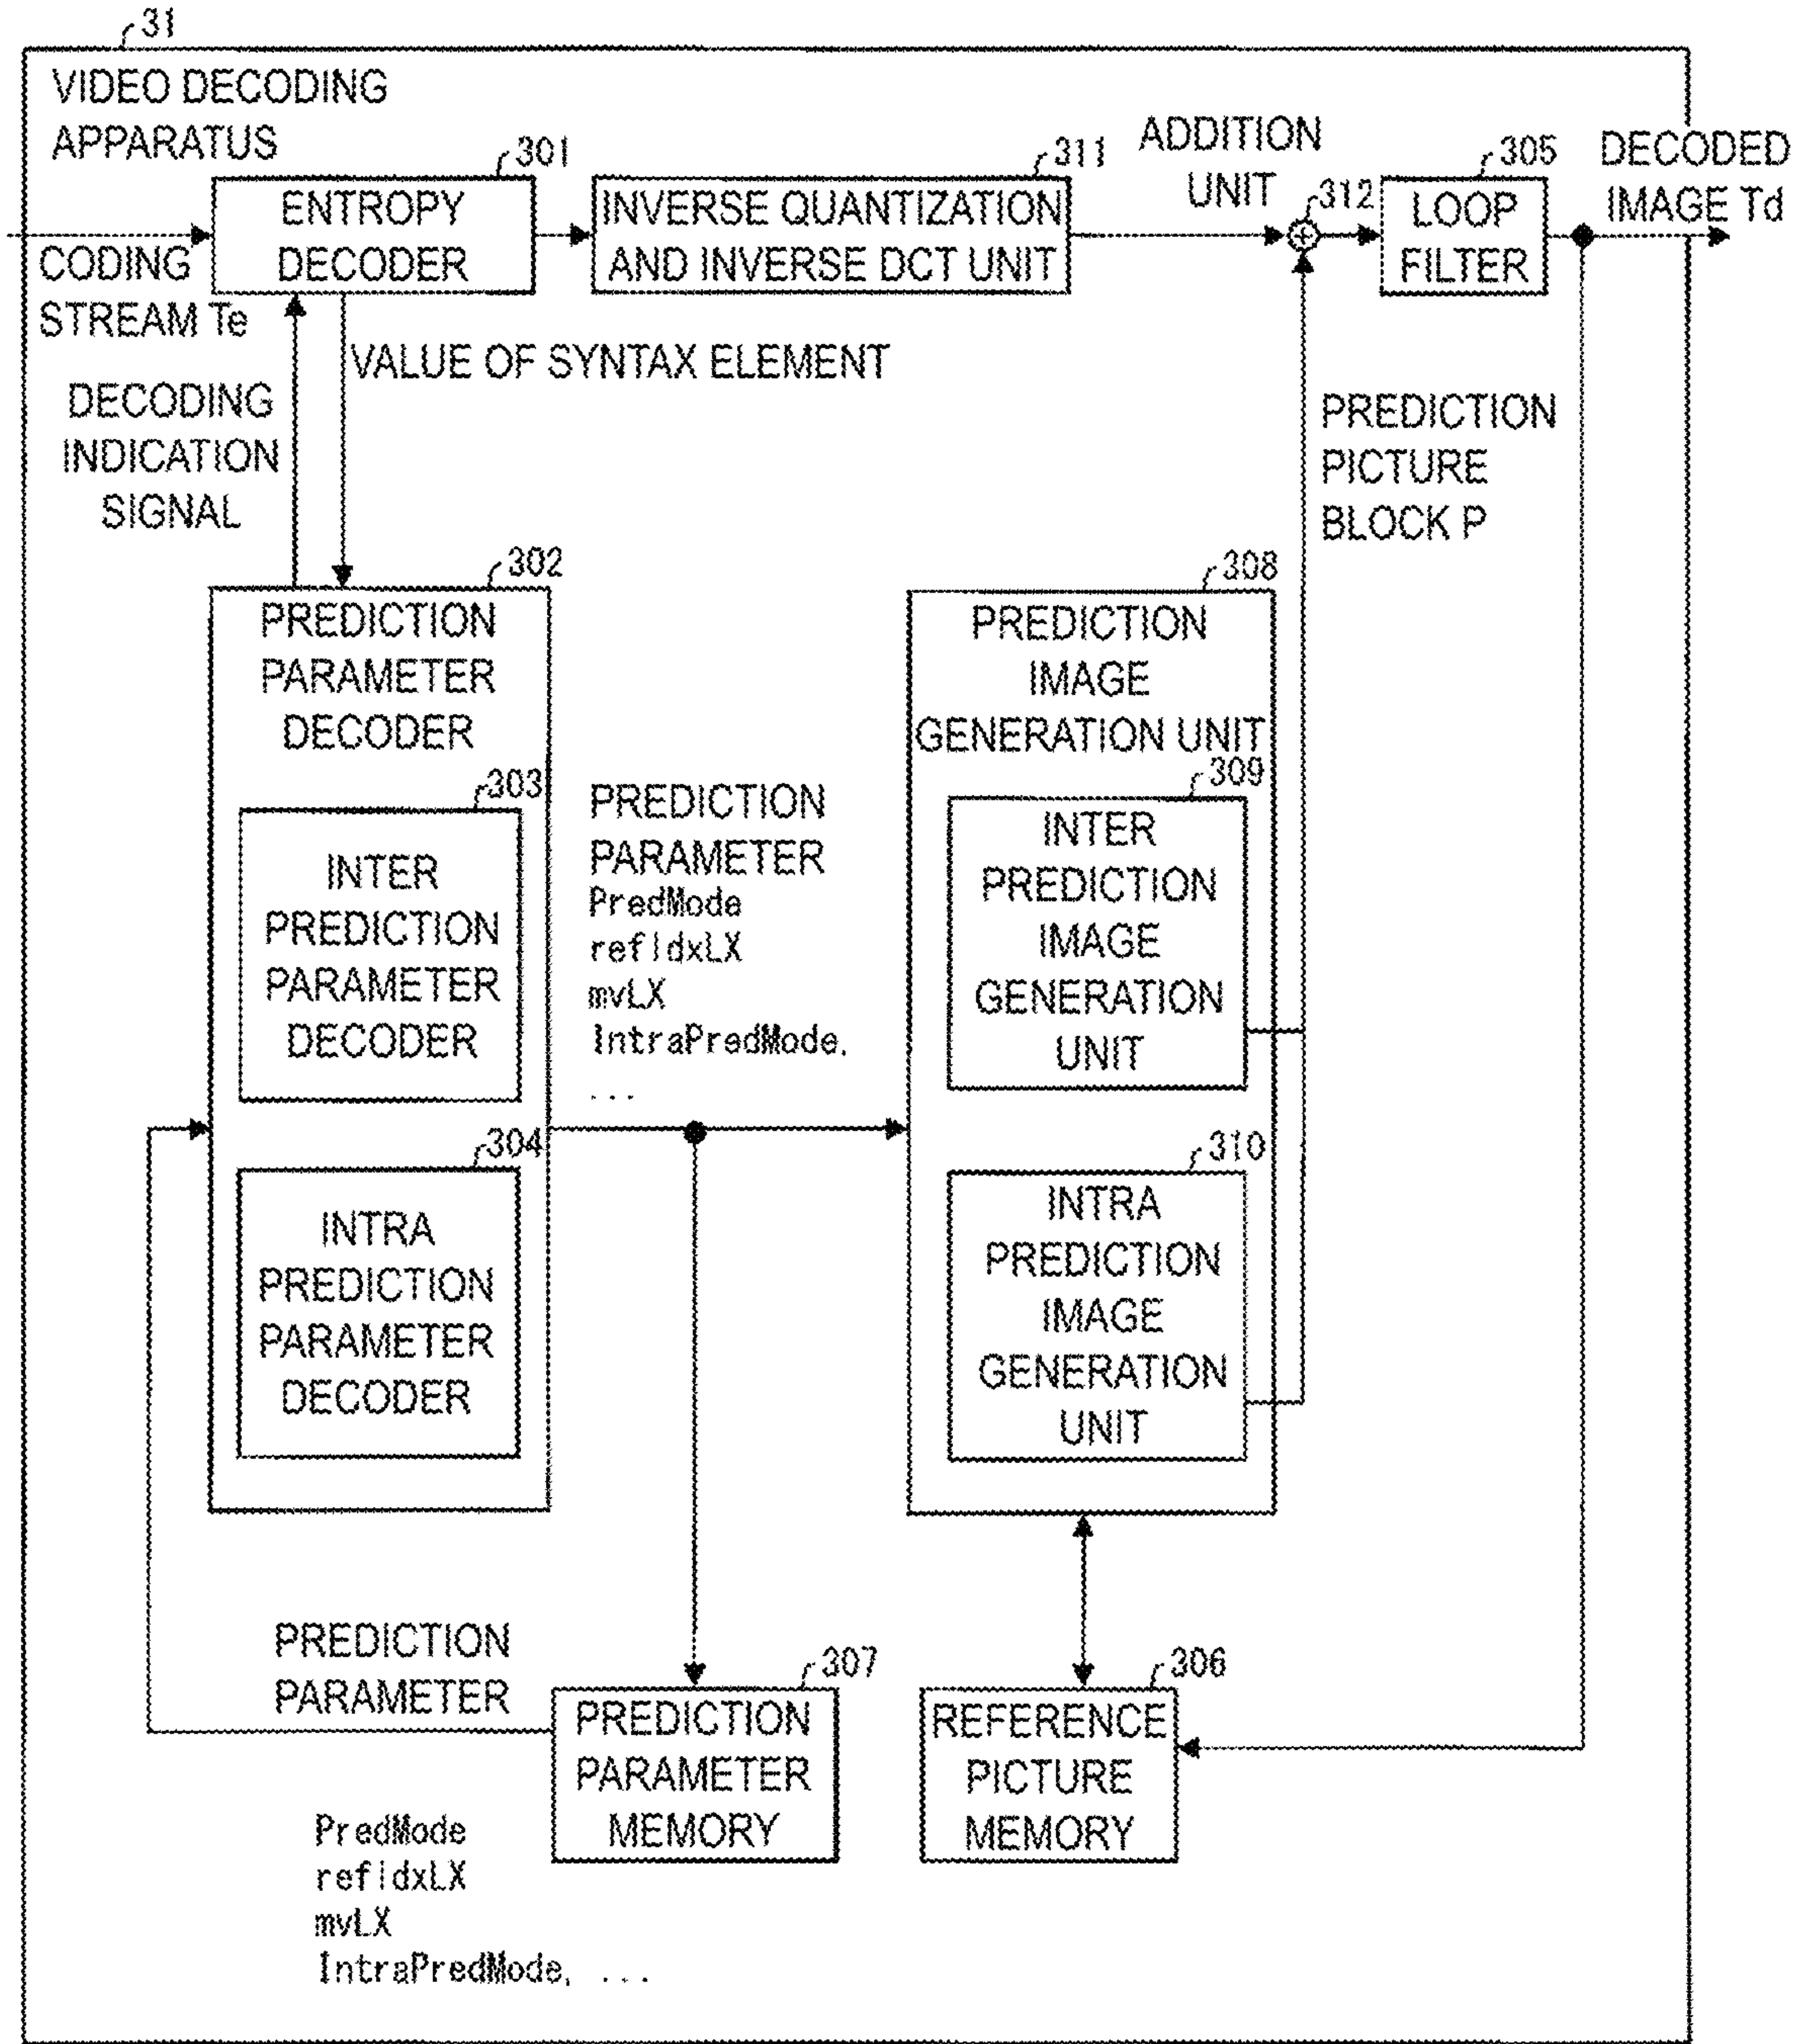 31
VIDEO DECODING
APPARATUS
301
ENTROPY
DECODER
311
INVERSE QUANTIZATION
AND INVERSE DCT UNIT
ADDITION
UNIT
312
305
LOOP
FILTER
DECODED
IMAGE Td
CODING
STREAM Te
DECODING
INDICATION
SIGNAL
VALUE OF SYNTAX ELEMENT
PREDICTION
PICTURE
BLOCK P
302
PREDICTION
PARAMETER
DECODER
303
INTER
PREDICTION
PARAMETER
DECODER
304
INTRA
PREDICTION
PARAMETER
DECODER
PREDICTION
PARAMETER
PredMode
refIdxLX
mvLX
IntraPredMode,
...
308
PREDICTION
IMAGE
GENERATION UNIT
309
INTER
PREDICTION
IMAGE
GENERATION
UNIT
310
INTRA
PREDICTION
IMAGE
GENERATION
UNIT
PREDICTION
PARAMETER
307
PREDICTION
PARAMETER
MEMORY
306
REFERENCE
PICTURE
MEMORY
PredMode
refIdxLX
mvLX
IntraPredMode, ...